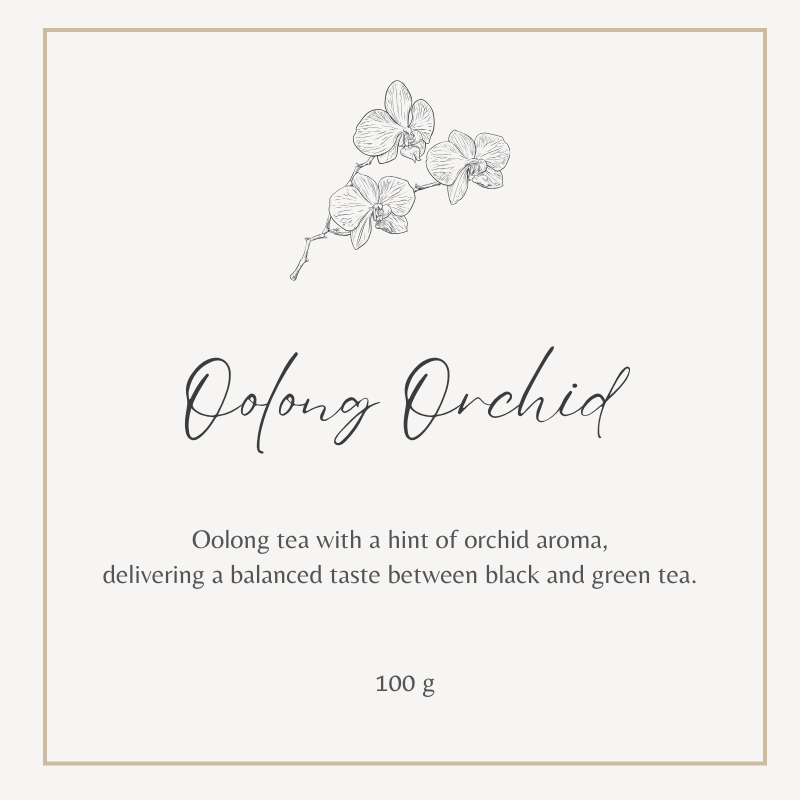 Oolong Orchid
Oolong tea with a hint of orchid aroma,
delivering a balanced taste between black and green tea.
100 g